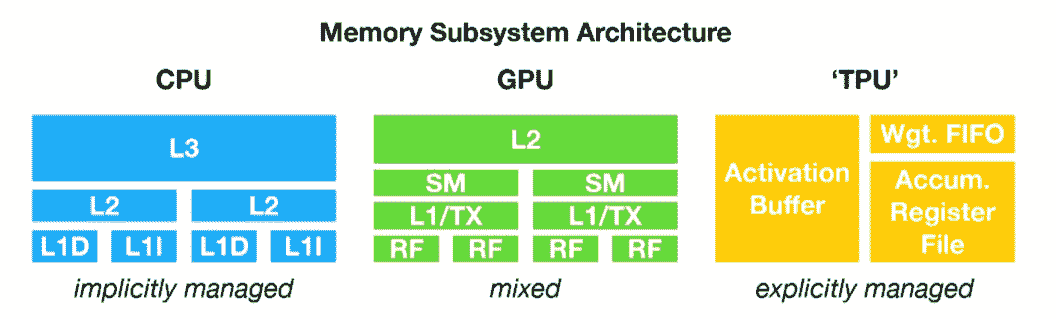 Memory Subsystem Architecture
CPU GPU ‘TPU’
L3
L2 L2
L1D L1I L1D L1I
implicitly managed
L2
SM SM
L1/TX L1/TX
RF RF RF RF
mixed
Activation
Buffer
Wgt. FIFO
Accum.
Register
File
explicitly managed